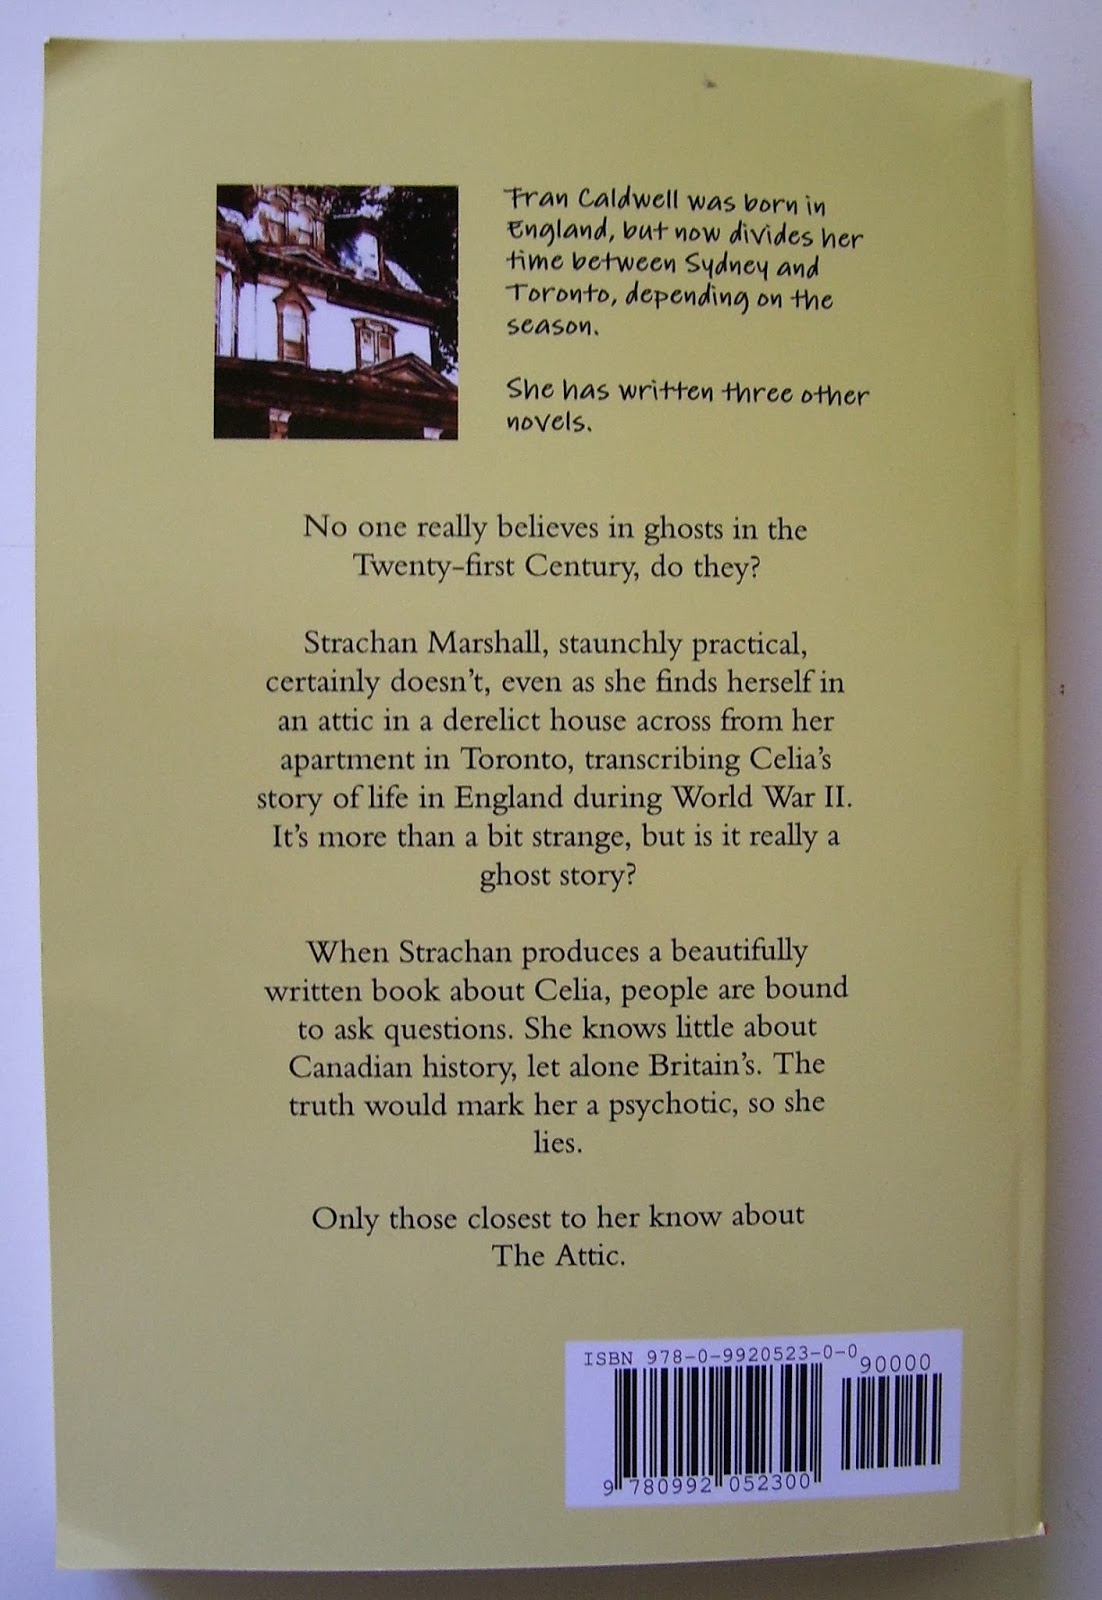 Fran Caldwell was born in
England, but now divides her
time between Sydney and
Toronto, depending on the
season.
She has written three other
novels.
No one really believes in ghosts in the
Twenty-first Century, do they?
Strachan Marshall, staunchly practical,
certainly doesn't, even as she finds herself in
an attic in a derelict house across from her
apartment in Toronto, transcribing Celia's
story of life in England during World War II.
It's more than a bit strange, but is it really a
ghost story?
When Strachan produces a beautifully
written book about Celia, people are bound
to ask questions. She knows little about
Canadian history, let alone Britain's. The
truth would mark her a psychotic, so she
lies.
Only those closest to her know about
The Attic.
ISBN 978-0-9920523-0-0
90000
9 780992 052300